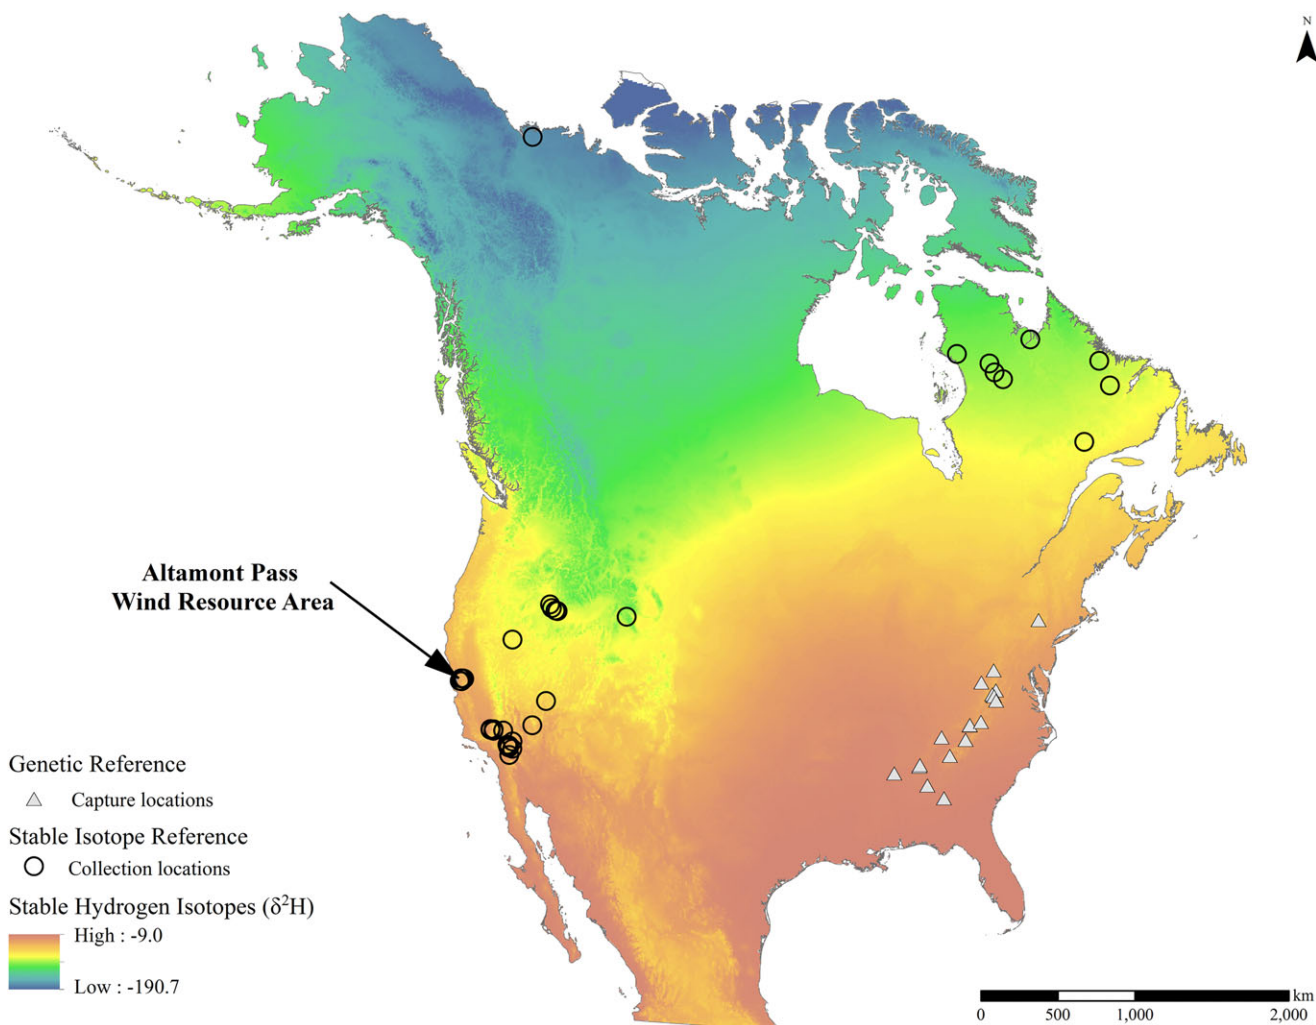 N
Altamont Pass
Wind Resource Area
Genetic Reference
Capture locations
Stable Isotope Reference
Collection locations
Stable Hydrogen Isotopes (δ²H)
High : -9.0
Low : -190.7
km
0 500 1,000 2,000